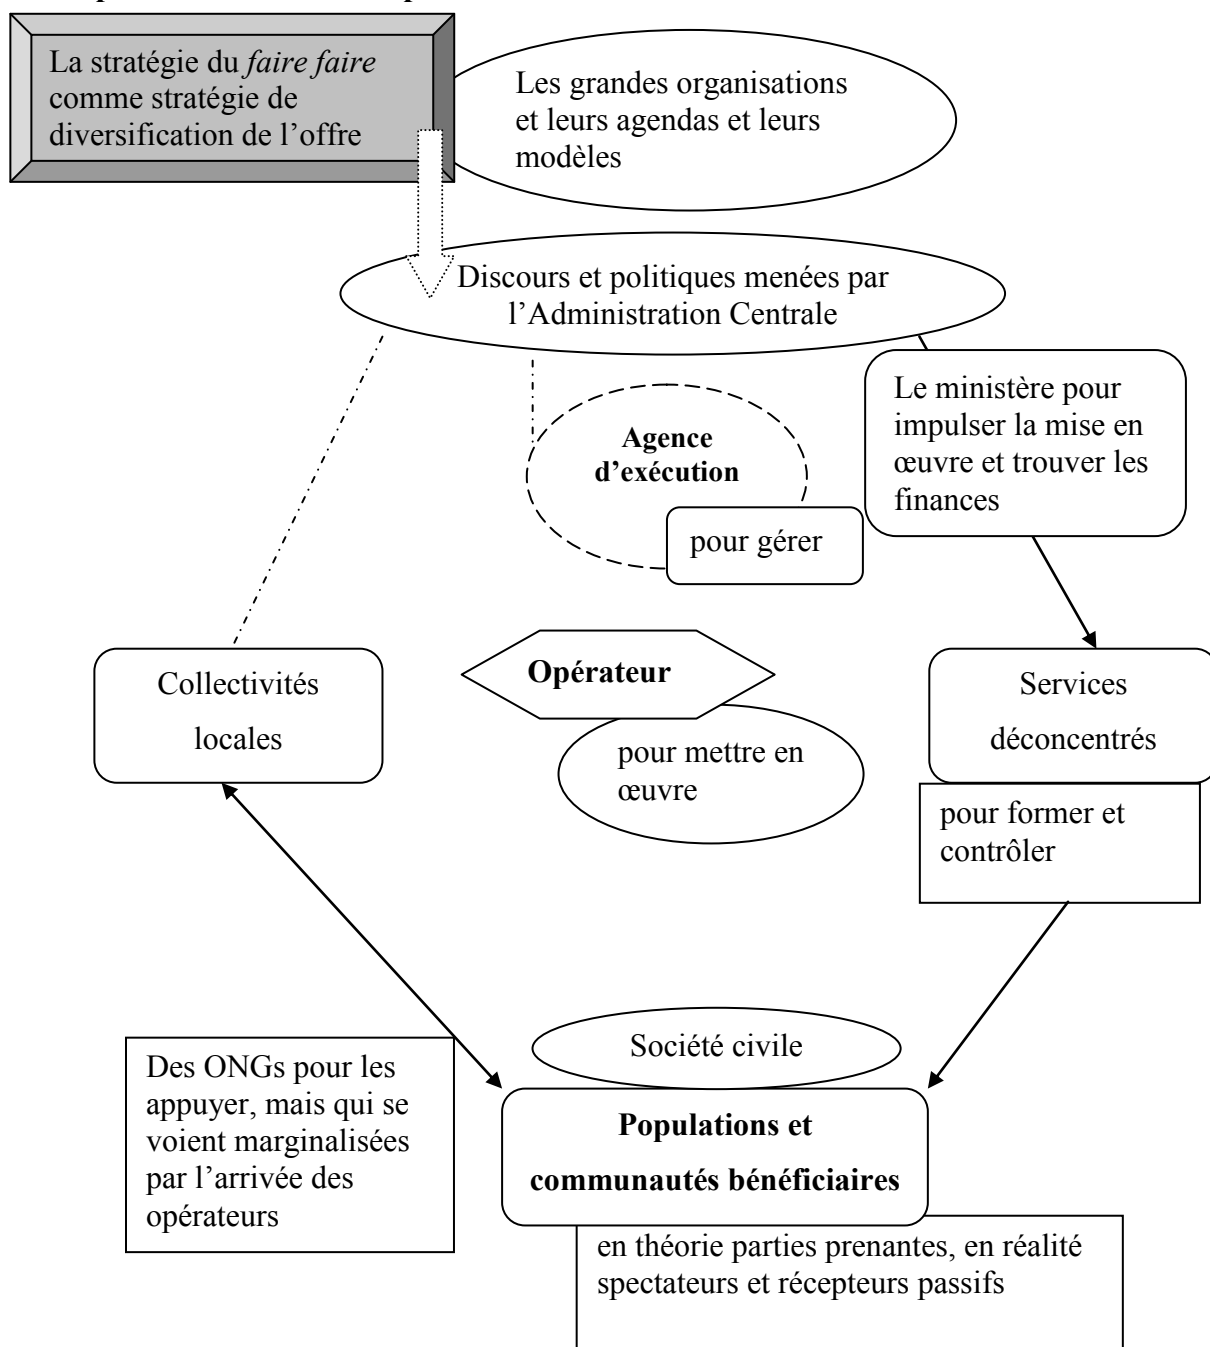 La stratégie du faire faire
comme stratégie de
diversification de l’offre
Les grandes organisations
et leurs agendas et leurs
modèles
Discours et politiques menées par
l’Administration Centrale
Le ministère pour
impulser la mise en
œuvre et trouver les
finances
Agence
d’exécution
pour gérer
Collectivités
locales
Opérateur
pour mettre en
œuvre
Services
déconcentrés
pour former et
contrôler
Société civile
Des ONGs pour les
appuyer, mais qui se
voient marginalisées
par l’arrivée des
opérateurs
Populations et
communautés bénéficiaires
en théorie parties prenantes, en réalité
spectateurs et récepteurs passifs